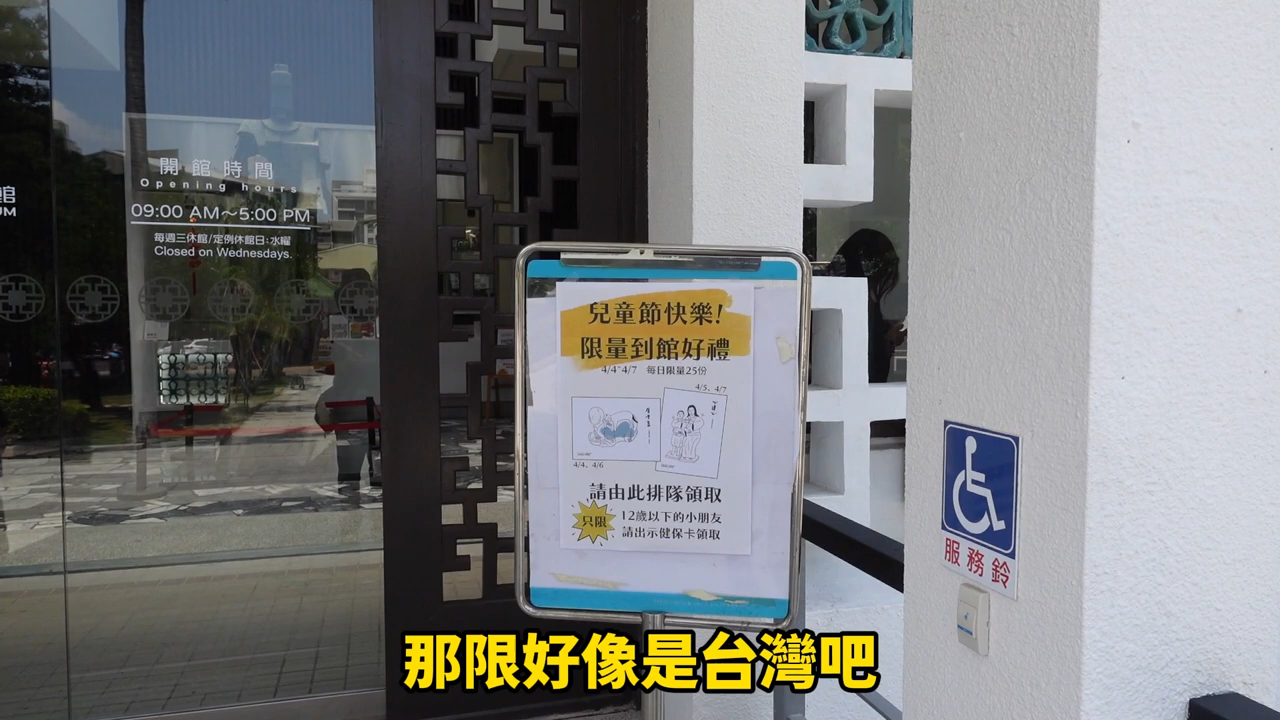 開館時間
Opening hours
09:00 AM～5:00 PM
每週三休館/定例休館日:水曜
Closed on Wednesdays.
館
UM
兒童節快樂!
限量到館好禮
4/4~4/7 每日限量25份
4/5、4/7
4/4、4/6
請由此排隊領取
只限
12歲以下的小朋友
請出示健保卡領取
服務鈴
那限好像是台灣吧